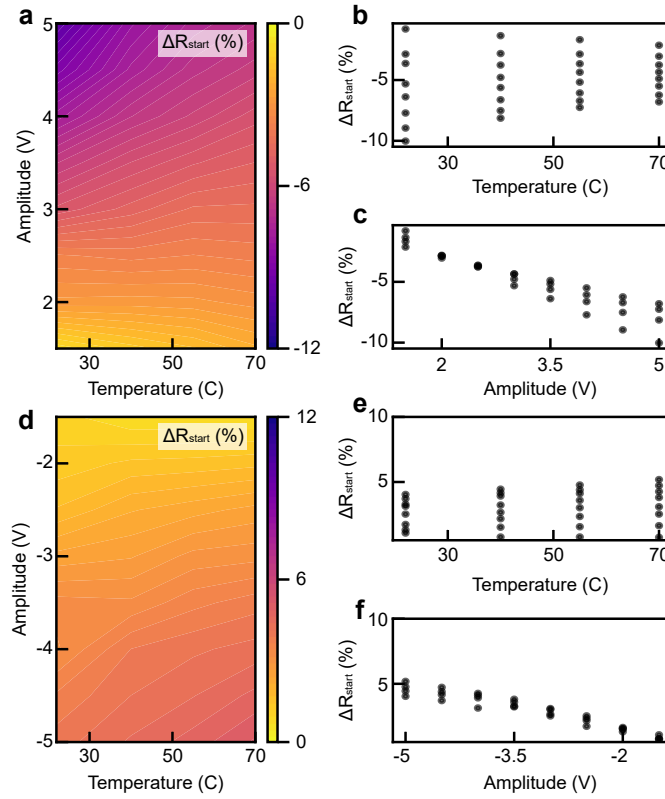 a
ΔRstart (%)
5
4
3
2
Amplitude (V)
30
50
70
Temperature (C)
0
-6
-12
b
ΔRstart (%)
-5
-10
30
50
70
Temperature (C)
c
ΔRstart (%)
-5
-10
2
3.5
5
Amplitude (V)
d
ΔRstart (%)
-2
-3
-4
-5
Amplitude (V)
30
50
70
Temperature (C)
12
6
0
e
ΔRstart (%)
10
5
30
50
70
Temperature (C)
f
ΔRstart (%)
10
5
-5
-3.5
-2
Amplitude (V)